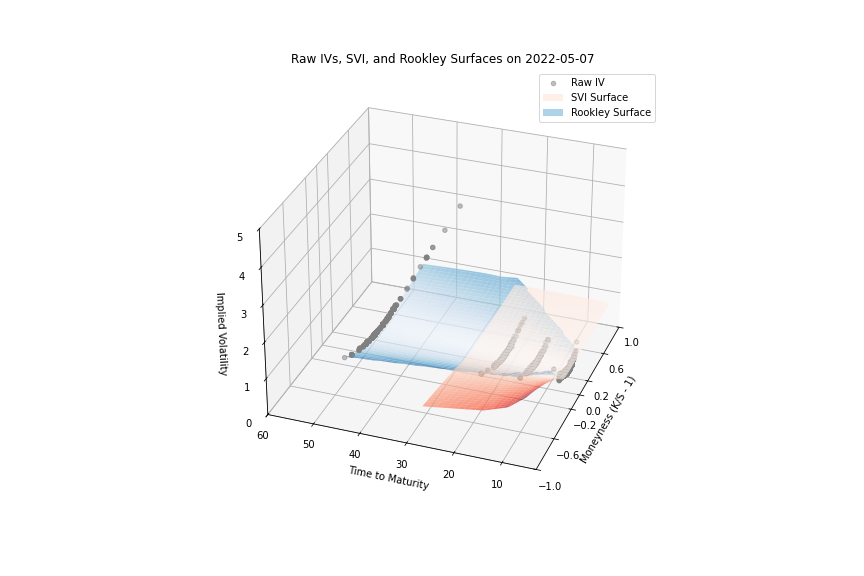 Raw IVs, SVI, and Rookley Surfaces on 2022-05-07
Raw IV
SVI Surface
Rookley Surface
5
4
3
2
1
0
Implied Volatility
60
50
40
30
20
10
Time to Maturity
1.0
0.6
0.2
0.0
−0.2
−0.6
−1.0
Moneyness (K/S - 1)